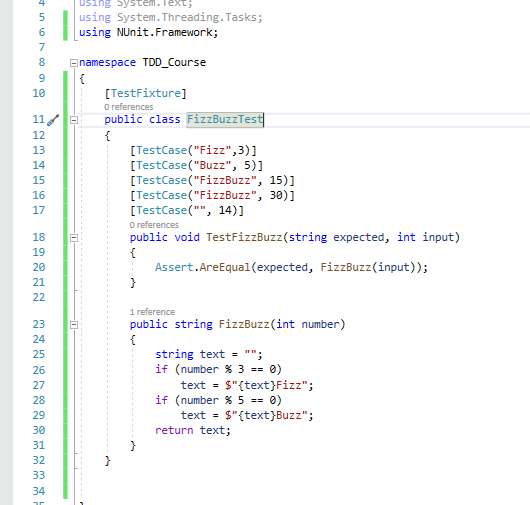 4 using System.Text;
5 using System.Threading.Tasks;
6 using NUnit.Framework;
7
8 namespace TDD_Course
9 {
10 [TestFixture]
0 references
11 public class FizzBuzzTest
12 {
13 [TestCase("Fizz",3)]
14 [TestCase("Buzz", 5)]
15 [TestCase("FizzBuzz", 15)]
16 [TestCase("FizzBuzz", 30)]
17 [TestCase("", 14)]
0 references
18 public void TestFizzBuzz(string expected, int input)
19 {
20 Assert.AreEqual(expected, FizzBuzz(input));
21 }
22
1 reference
23 public string FizzBuzz(int number)
24 {
25 string text = "";
26 if (number % 3 == 0)
27 text = $"{text}Fizz";
28 if (number % 5 == 0)
29 text = $"{text}Buzz";
30 return text;
31 }
32 }
33
34
35 }